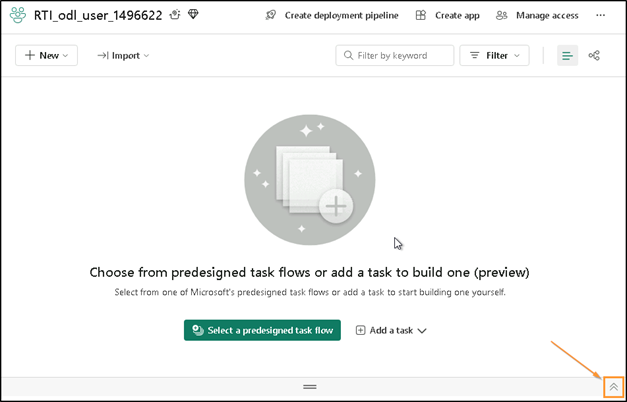 RTI_odl_user_1496622
Create deployment pipeline
Create app
Manage access
New
Import
Filter by keyword
Filter
Choose from predesigned task flows or add a task to build one (preview)
Select from one of Microsoft's predesigned task flows or add a task to start building one yourself.
Select a predesigned task flow
Add a task